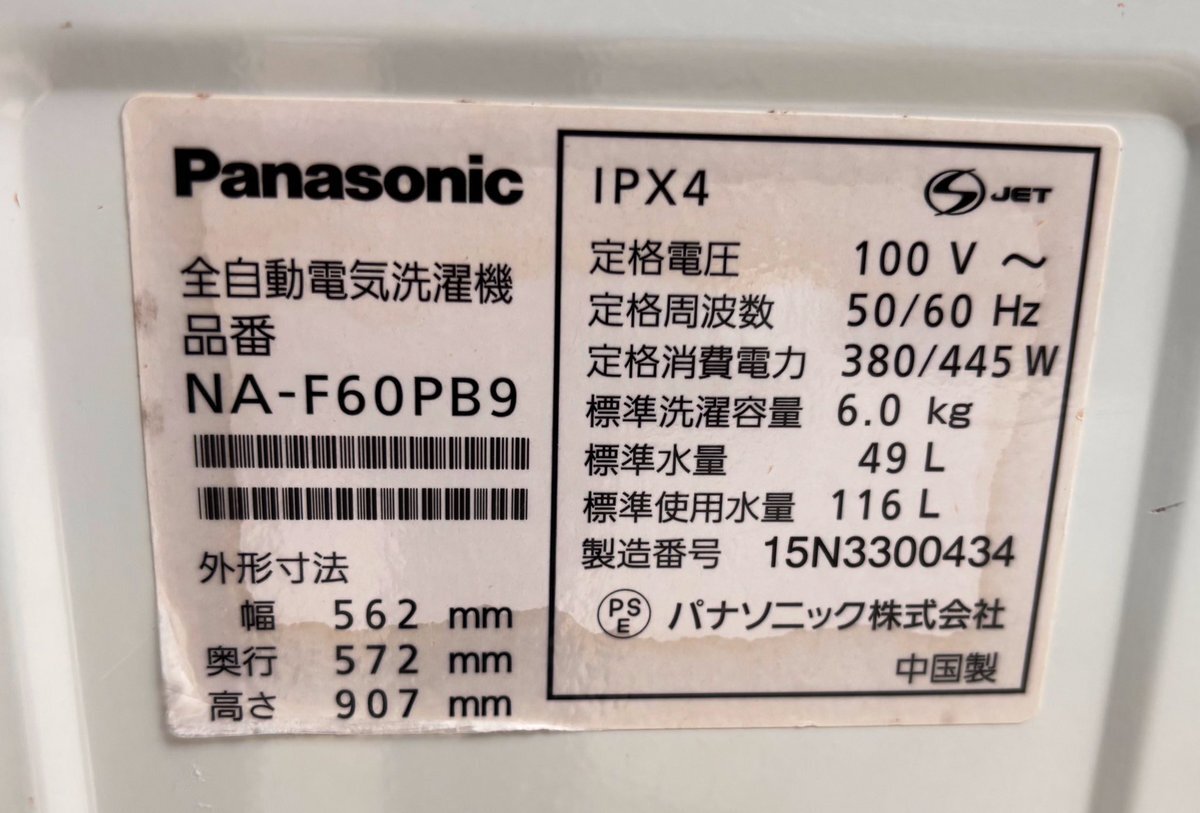 Panasonic
全自動電気洗濯機
品番
NA-F60PB9
外形寸法
幅 562 mm
奥行 572 mm
高さ 907 mm
IPX4
S JET
定格電圧 100 V ～
定格周波数 50/60 Hz
定格消費電力 380/445 W
標準洗濯容量 6.0 kg
標準水量 49 L
標準使用水量 116 L
製造番号 15N3300434
PSE パナソニック株式会社
中国製